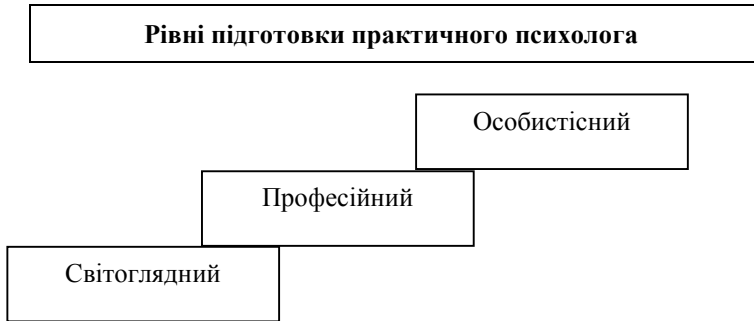 Рівні підготовки практичного психолога
Особистісний
Професійний
Світоглядний